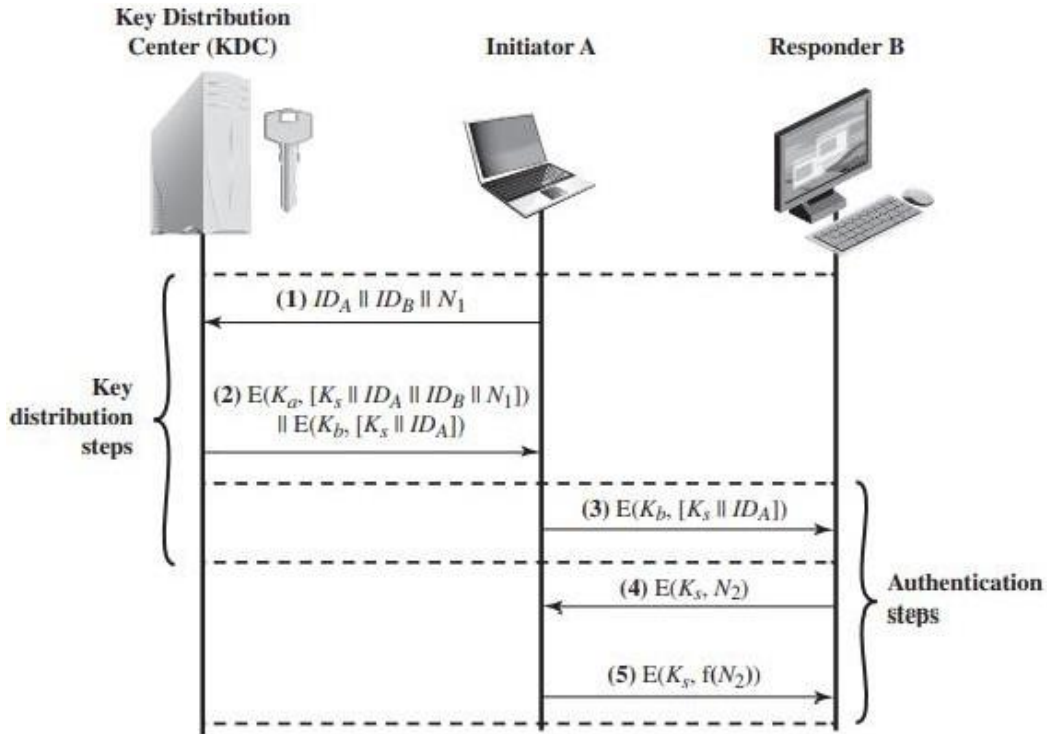 Key Distribution
Center (KDC)
Initiator A
Responder B
(1) ID_A || ID_B || N_1
Key
distribution
steps
(2) E(K_a, [K_s || ID_A || ID_B || N_1])
|| E(K_b, [K_s || ID_A])
(3) E(K_b, [K_s || ID_A])
(4) E(K_s, N_2)
Authentication
steps
(5) E(K_s, f(N_2))